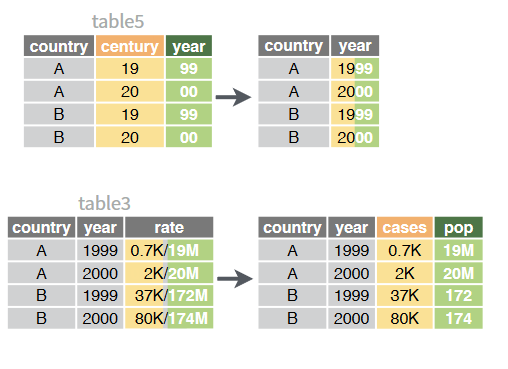 table5
country century year country year
A 19 99 A 1999
A 20 00 A 2000
B 19 99 B 1999
B 20 00 B 2000
table3
country year rate country year cases pop
A 1999 0.7K/19M A 1999 0.7K 19M
A 2000 2K/20M A 2000 2K 20M
B 1999 37K/172M B 1999 37K 172
B 2000 80K/174M B 2000 80K 174